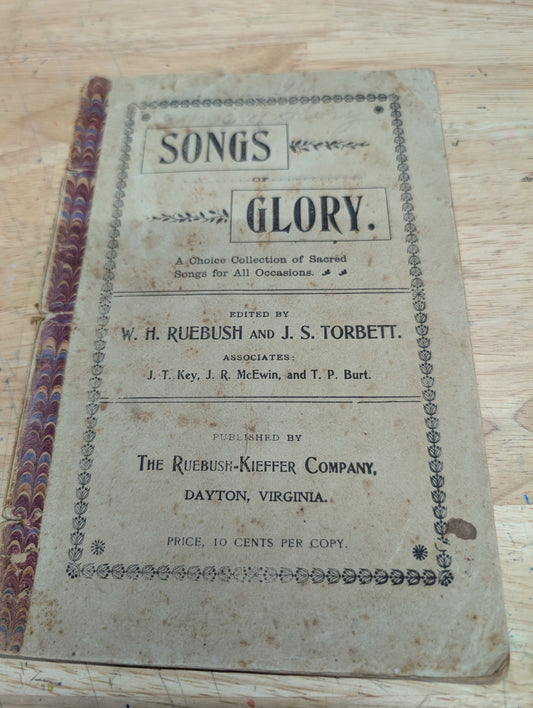 SONGS
OF
GLORY.
A Choice Collection of Sacred
Songs for All Occasions.
EDITED BY
W. H. RUEBUSH AND J. S. TORBETT.
ASSOCIATES:
J. T. Key, J. R. McEwin, and T. P. Burt.
PUBLISHED BY
THE RUEBUSH-KIEFFER COMPANY,
DAYTON, VIRGINIA.
PRICE, 10 CENTS PER COPY.